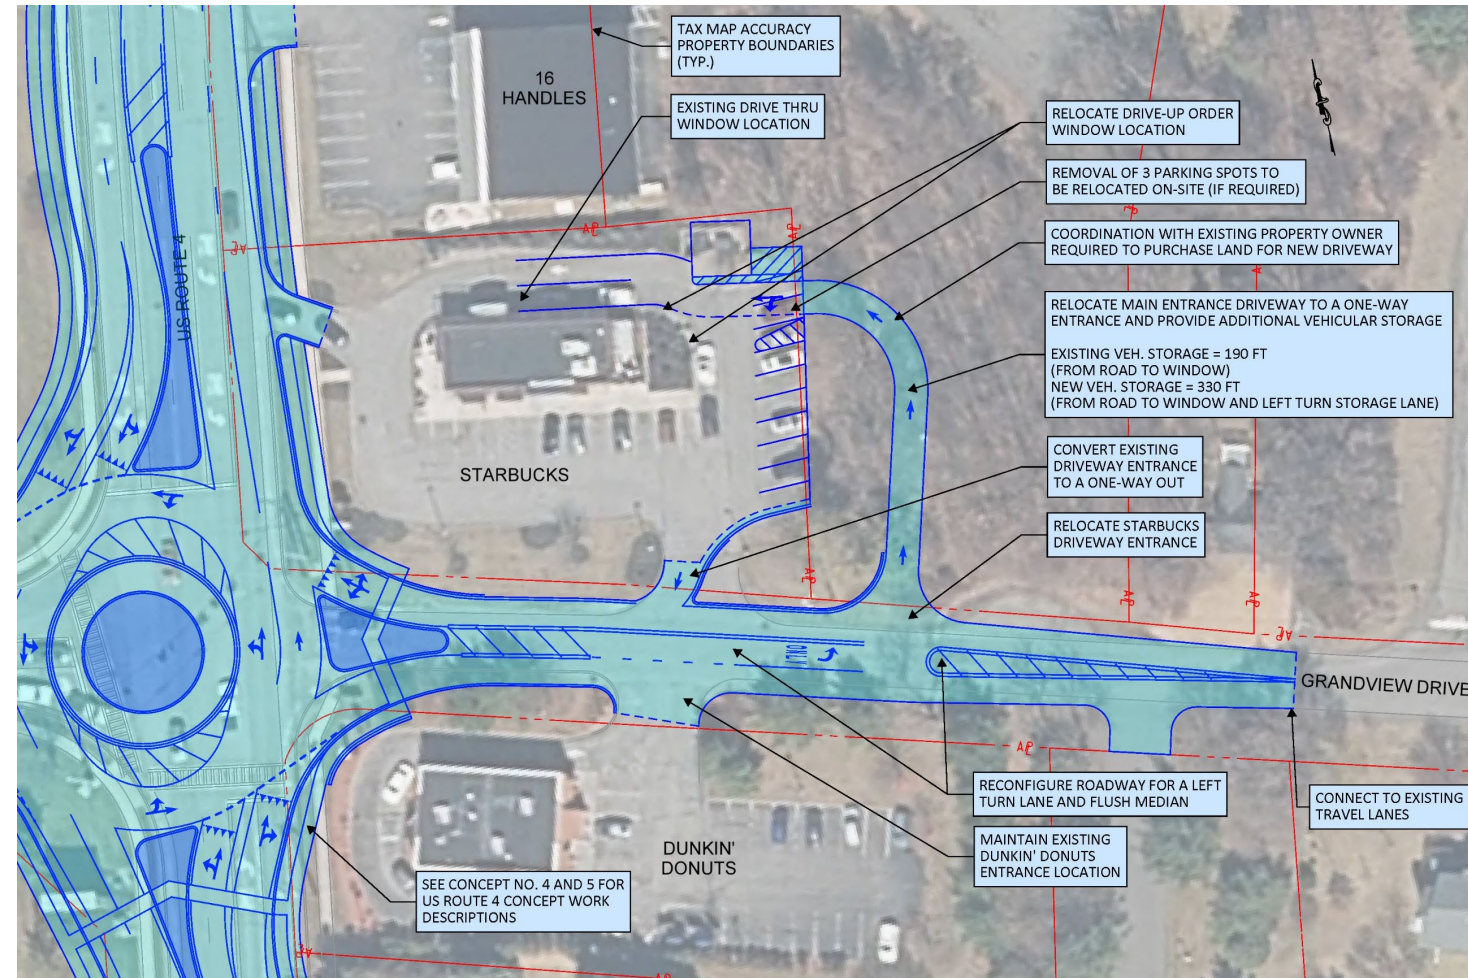 TAX MAP ACCURACY
PROPERTY BOUNDARIES
(TYP.)
16
HANDLES
EXISTING DRIVE THRU
WINDOW LOCATION
RELOCATE DRIVE-UP ORDER
WINDOW LOCATION
REMOVAL OF 3 PARKING SPOTS TO
BE RELOCATED ON-SITE (IF REQUIRED)
COORDINATION WITH EXISTING PROPERTY OWNER
REQUIRED TO PURCHASE LAND FOR NEW DRIVEWAY
US ROUTE 4
RELOCATE MAIN ENTRANCE DRIVEWAY TO A ONE-WAY
ENTRANCE AND PROVIDE ADDITIONAL VEHICULAR STORAGE
EXISTING VEH. STORAGE = 190 FT
(FROM ROAD TO WINDOW)
NEW VEH. STORAGE = 330 FT
(FROM ROAD TO WINDOW AND LEFT TURN STORAGE LANE)
STARBUCKS
CONVERT EXISTING
DRIVEWAY ENTRANCE
TO A ONE-WAY OUT
RELOCATE STARBUCKS
DRIVEWAY ENTRANCE
ONLY
GRANDVIEW DRIVE
RECONFIGURE ROADWAY FOR A LEFT
TURN LANE AND FLUSH MEDIAN
CONNECT TO EXISTING
TRAVEL LANES
MAINTAIN EXISTING
DUNKIN' DONUTS
ENTRANCE LOCATION
DUNKIN'
DONUTS
SEE CONCEPT NO. 4 AND 5 FOR
US ROUTE 4 CONCEPT WORK
DESCRIPTIONS